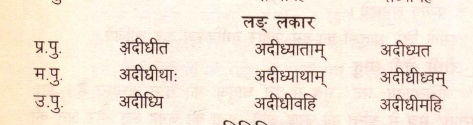 लङ् लकार
प्र.पु. अदीधीत अदीध्याताम् अदीध्यत
म.पु. अदीधीथाः अदीध्याथाम् अदीधीध्वम्
उ.पु. अदीध्यि अदीधीवहि अदीधीमहि